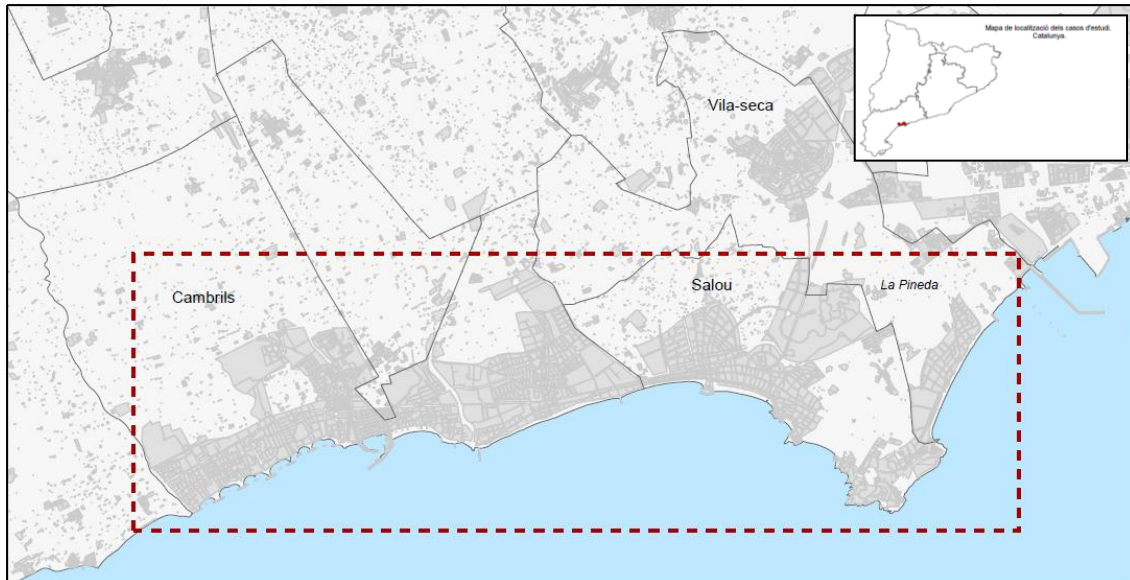 Mapa de localització dels casos d'estudi.
Catalunya.
Vila-seca
Cambrils
Salou
La Pineda